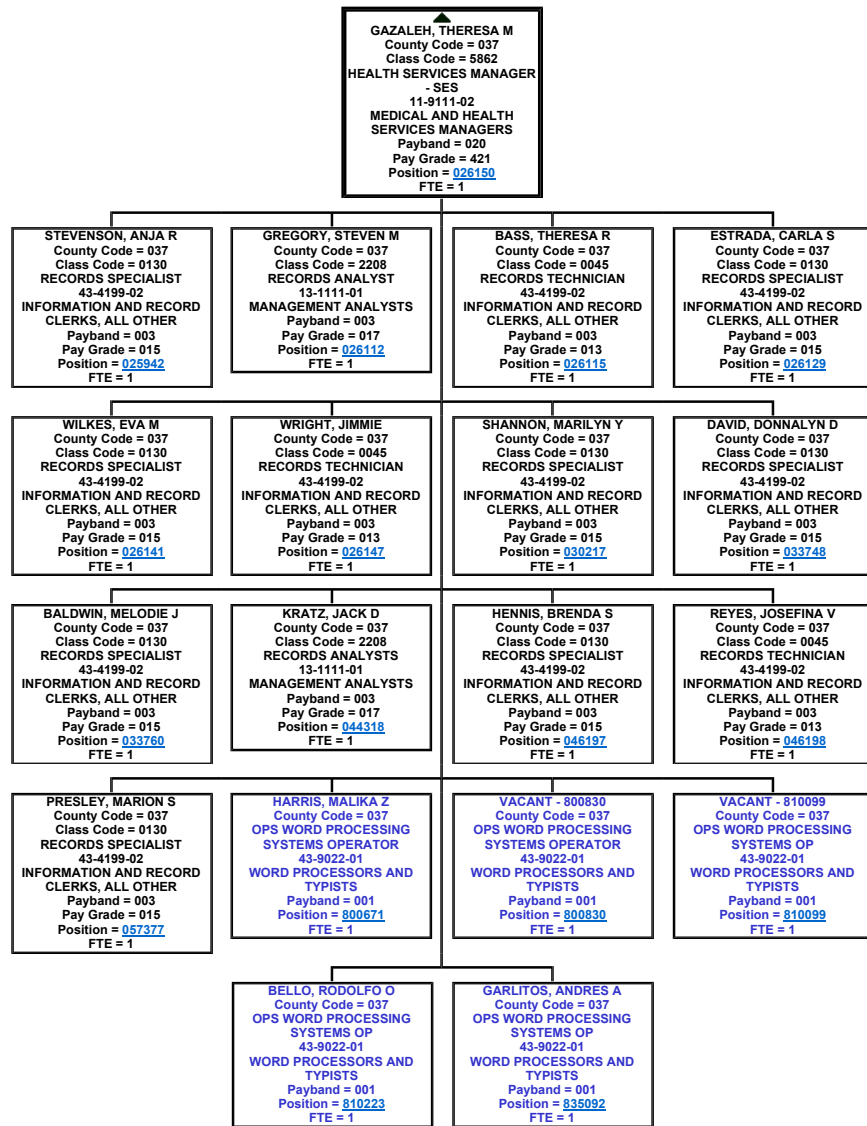 GAZALEH, THERESA M
County Code = 037
Class Code = 5862
HEALTH SERVICES MANAGER
- SES
11-9111-02
MEDICAL AND HEALTH
SERVICES MANAGERS
Payband = 020
Pay Grade = 421
Position = 026150
FTE = 1
STEVENSON, ANJA R
County Code = 037
Class Code = 0130
RECORDS SPECIALIST
43-4199-02
INFORMATION AND RECORD
CLERKS, ALL OTHER
Payband = 003
Pay Grade = 015
Position = 025942
FTE = 1
GREGORY, STEVEN M
County Code = 037
Class Code = 2208
RECORDS ANALYST
13-1111-01
MANAGEMENT ANALYSTS
Payband = 003
Pay Grade = 017
Position = 026112
FTE = 1
BASS, THERESA R
County Code = 037
Class Code = 0045
RECORDS TECHNICIAN
43-4199-02
INFORMATION AND RECORD
CLERKS, ALL OTHER
Payband = 003
Pay Grade = 013
Position = 026115
FTE = 1
ESTRADA, CARLA S
County Code = 037
Class Code = 0130
RECORDS SPECIALIST
43-4199-02
INFORMATION AND RECORD
CLERKS, ALL OTHER
Payband = 003
Pay Grade = 015
Position = 026129
FTE = 1
WILKES, EVA M
County Code = 037
Class Code = 0130
RECORDS SPECIALIST
43-4199-02
INFORMATION AND RECORD
CLERKS, ALL OTHER
Payband = 003
Pay Grade = 015
Position = 026141
FTE = 1
WRIGHT, JIMMIE
County Code = 037
Class Code = 0045
RECORDS TECHNICIAN
43-4199-02
INFORMATION AND RECORD
CLERKS, ALL OTHER
Payband = 003
Pay Grade = 013
Position = 026147
FTE = 1
SHANNON, MARILYN Y
County Code = 037
Class Code = 0130
RECORDS SPECIALIST
43-4199-02
INFORMATION AND RECORD
CLERKS, ALL OTHER
Payband = 003
Pay Grade = 015
Position = 030217
FTE = 1
DAVID, DONNALYN D
County Code = 037
Class Code = 0130
RECORDS SPECIALIST
43-4199-02
INFORMATION AND RECORD
CLERKS, ALL OTHER
Payband = 003
Pay Grade = 015
Position = 033748
FTE = 1
BALDWIN, MELODIE J
County Code = 037
Class Code = 0130
RECORDS SPECIALIST
43-4199-02
INFORMATION AND RECORD
CLERKS, ALL OTHER
Payband = 003
Pay Grade = 015
Position = 033760
FTE = 1
KRATZ, JACK D
County Code = 037
Class Code = 2208
RECORDS ANALYSTS
13-1111-01
MANAGEMENT ANALYSTS
Payband = 003
Pay Grade = 017
Position = 044318
FTE = 1
HENNIS, BRENDA S
County Code = 037
Class Code = 0130
RECORDS SPECIALIST
43-4199-02
INFORMATION AND RECORD
CLERKS, ALL OTHER
Payband = 003
Pay Grade = 015
Position = 046197
FTE = 1
REYES, JOSEFINA V
County Code = 037
Class Code = 0045
RECORDS TECHNICIAN
43-4199-02
INFORMATION AND RECORD
CLERKS, ALL OTHER
Payband = 003
Pay Grade = 013
Position = 046198
FTE = 1
PRESLEY, MARION S
County Code = 037
Class Code = 0130
RECORDS SPECIALIST
43-4199-02
INFORMATION AND RECORD
CLERKS, ALL OTHER
Payband = 003
Pay Grade = 015
Position = 057377
FTE = 1
HARRIS, MALIKA Z
County Code = 037
OPS WORD PROCESSING
SYSTEMS OPERATOR
43-9022-01
WORD PROCESSORS AND
TYPISTS
Payband = 001
Position = 800671
FTE = 1
VACANT - 800830
County Code = 037
OPS WORD PROCESSING
SYSTEMS OPERATOR
43-9022-01
WORD PROCESSORS AND
TYPISTS
Payband = 001
Position = 800830
FTE = 1
VACANT - 810099
County Code = 037
OPS WORD PROCESSING
SYSTEMS OP
43-9022-01
WORD PROCESSORS AND
TYPISTS
Payband = 001
Position = 810099
FTE = 1
BELLO, RODOLFO O
County Code = 037
OPS WORD PROCESSING
SYSTEMS OP
43-9022-01
WORD PROCESSORS AND
TYPISTS
Payband = 001
Position = 810223
FTE = 1
GARLITOS, ANDRES A
County Code = 037
OPS WORD PROCESSING
SYSTEMS OP
43-9022-01
WORD PROCESSORS AND
TYPISTS
Payband = 001
Position = 835092
FTE = 1